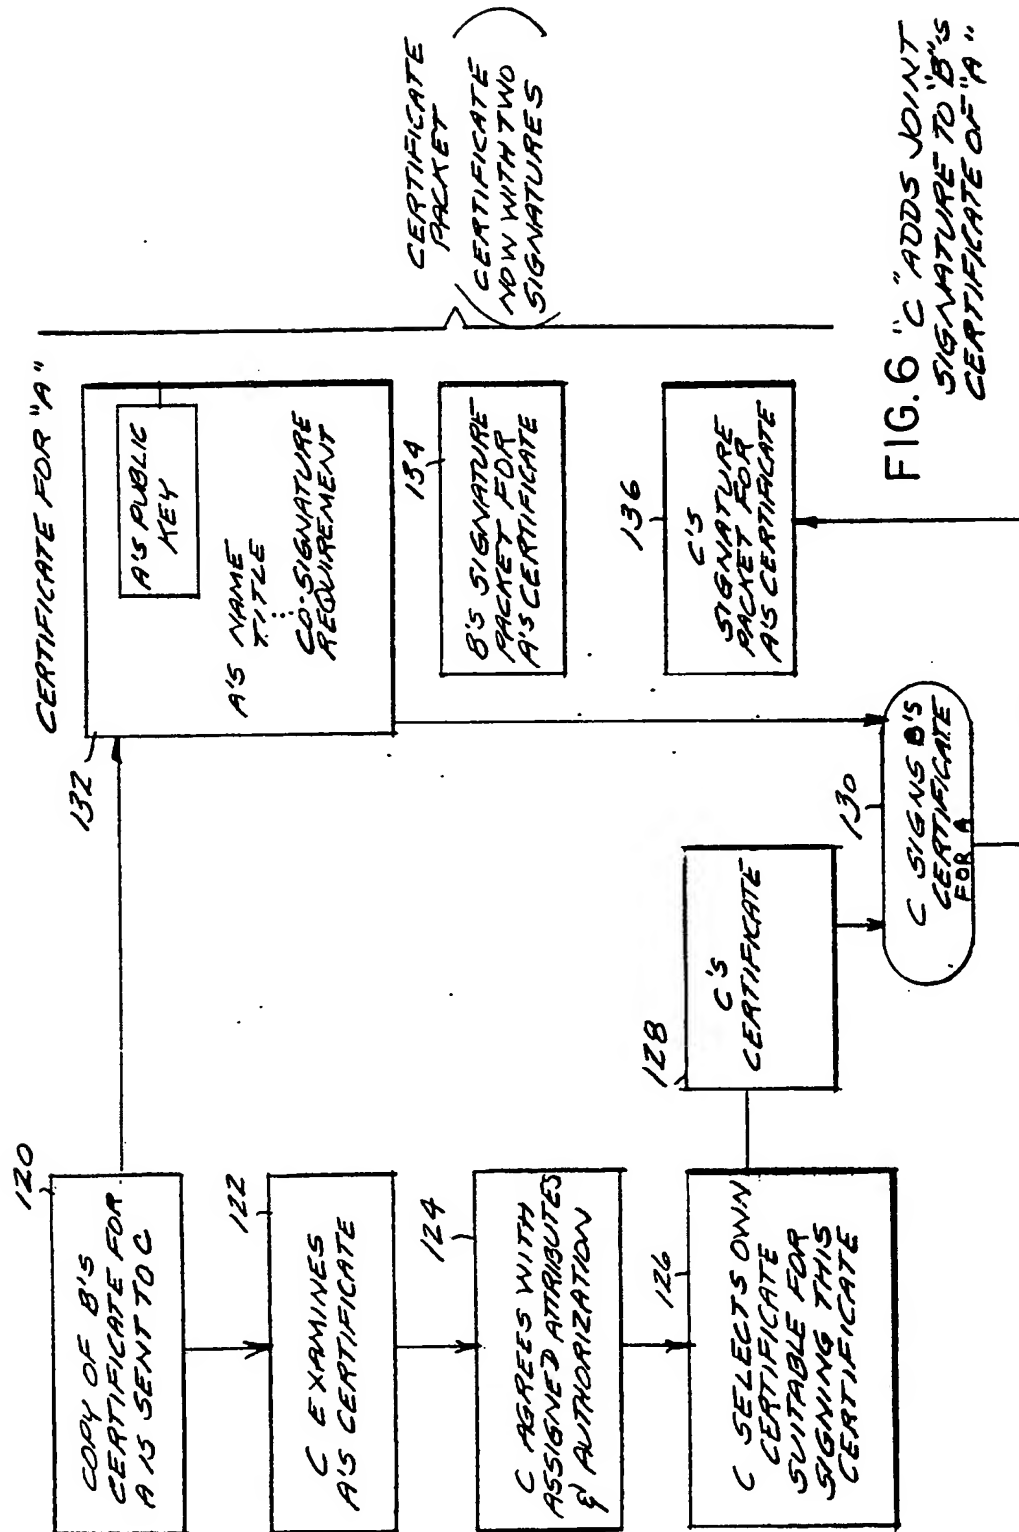 120
COPY OF B'S
CERTIFICATE FOR
A IS SENT TO C
122
C EXAMINES
A'S CERTIFICATE
124
C AGREES WITH
ASSIGNED ATTRIBUTES
& AUTHORIZATION
126
C SELECTS OWN
CERTIFICATE
SUITABLE FOR
SIGNING THIS
CERTIFICATE
128
C'S
CERTIFICATE
130
C SIGNS B'S
CERTIFICATE
FOR A
132
CERTIFICATE FOR "A"
A'S PUBLIC
KEY
A'S NAME
TITLE
CO-SIGNATURE
REQUIREMENT
134
B'S SIGNATURE
PACKET FOR
A'S CERTIFICATE
136
C'S
SIGNATURE
PACKET FOR
A'S CERTIFICATE
CERTIFICATE
PACKET
(CERTIFICATE
NOW WITH TWO
SIGNATURES)
FIG. 6 "C" ADDS JOINT
SIGNATURE TO "B"'S
CERTIFICATE OF "A"